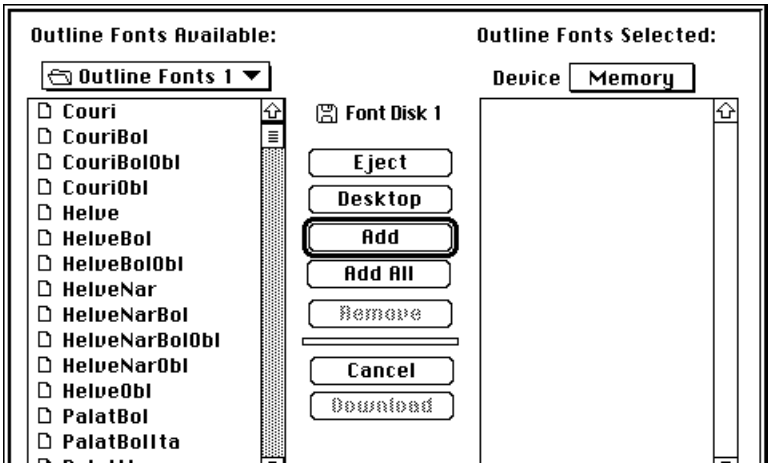 Outline Fonts Available:
Outline Fonts 1
Couri
CouriBol
CouriBolObl
CouriObl
Helve
HelveBol
HelveBolObl
HelveNar
HelveNarBol
HelveNarBolObl
HelveNarObl
HelveObl
PalatBol
PalatBolIta
Font Disk 1
Eject
Desktop
Add
Add All
Remove
Cancel
Download
Outline Fonts Selected:
Device Memory